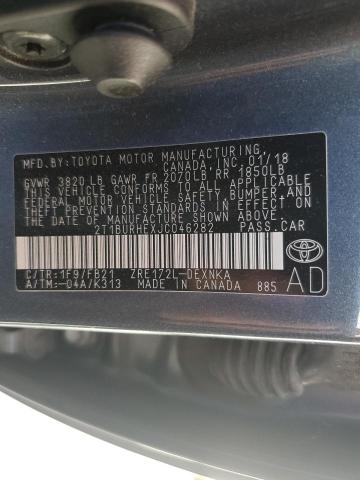 MFD.BY:TOYOTA MOTOR MANUFACTURING,
CANADA INC. 01/18
GVWR 3820 LB GAWR FR 2070LB RR 1850LB
THIS VEHICLE CONFORMS TO ALL APPLICABLE
FEDERAL MOTOR VEHICLE SAFETY, BUMPER, AND
THEFT PREVENTION STANDARDS IN EFFECT ON
THE DATE OF MANUFACTURE SHOWN ABOVE.
2T1BURHEXJC046282 PASS.CAR
C/TR:1F9/FB21 ZRE172L-DEXNKA
A/TM:-04A/K313 MADE IN CANADA 885
AD